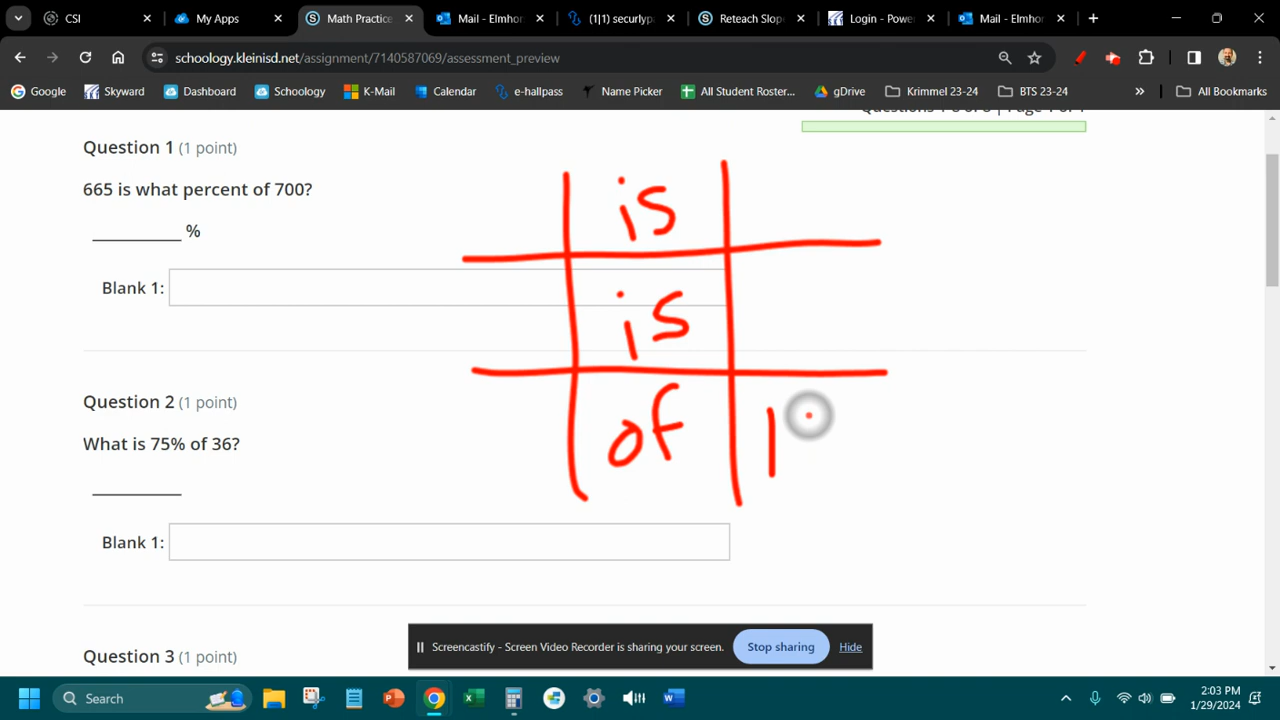 CSI
My Apps
Math Practice
Mail - Elmhor
(1|1) securlypa
Reteach Slop
Login - Powe
Mail - Elmho
schoology.kleinisd.net/assignment/7140587069/assessment_preview
Google Skyward Dashboard Schoology K-Mail Calendar e-hallpass Name Picker All Student Roster... gDrive Krimmel 23-24 BTS 23-24 » All Bookmarks
Question 1 (1 point)
665 is what percent of 700?
%
Blank 1:
is
is
of 1
Question 2 (1 point)
What is 75% of 36?
Blank 1:
Question 3 (1 point)
Screencastify - Screen Video Recorder is sharing your screen. Stop sharing Hide
Search
2:03 PM
1/29/2024